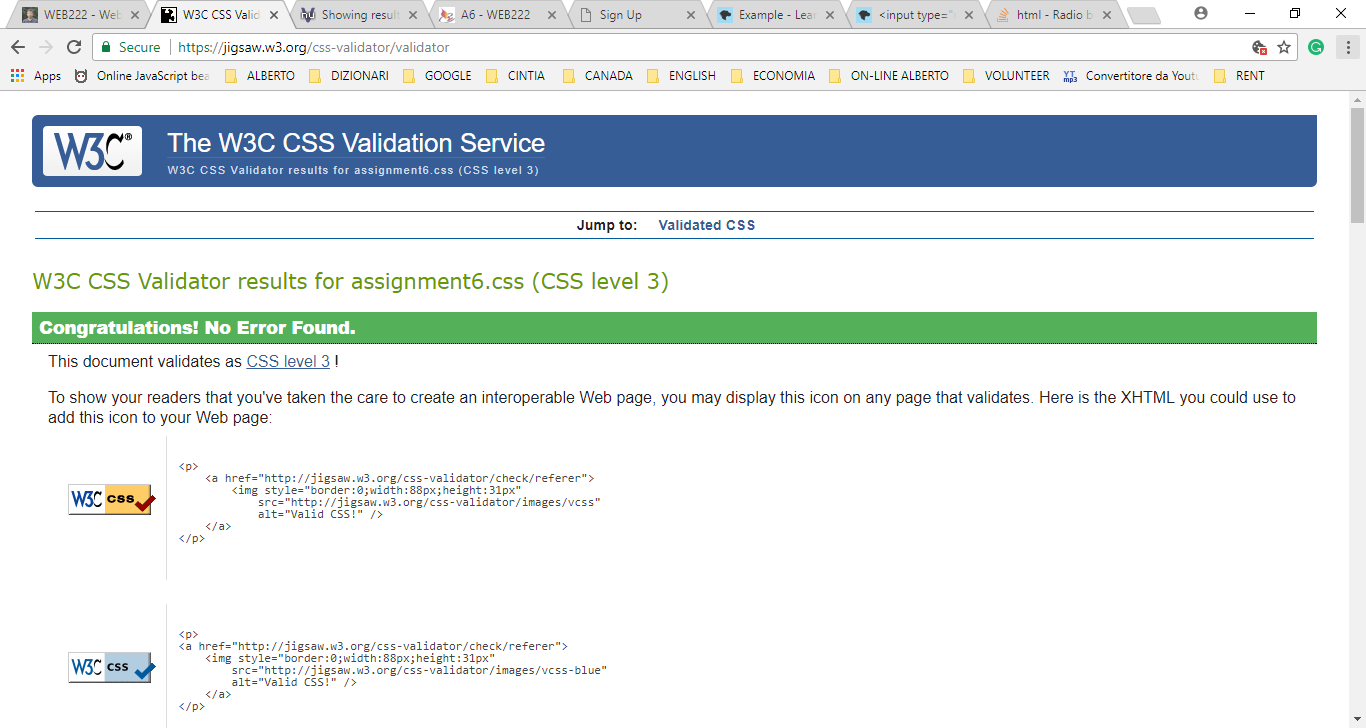 WEB222 - Web
W3C CSS Valid
Showing result
A6 - WEB222
Sign Up
Example - Lear
<input type="
html - Radio b
Secure https://jigsaw.w3.org/css-validator/validator
Apps Online JavaScript bea ALBERTO DIZIONARI GOOGLE CINTIA CANADA ENGLISH ECONOMIA ON-LINE ALBERTO VOLUNTEER YT mp3 Convertitore da Youtu RENT
W3C®
The W3C CSS Validation Service
W3C CSS Validator results for assignment6.css (CSS level 3)
Jump to: Validated CSS
W3C CSS Validator results for assignment6.css (CSS level 3)
Congratulations! No Error Found.
This document validates as CSS level 3 !
To show your readers that you've taken the care to create an interoperable Web page, you may display this icon on any page that validates. Here is the XHTML you could use to
add this icon to your Web page:
W3C css
<p>
<a href="http://jigsaw.w3.org/css-validator/check/referer">
<img style="border:0;width:88px;height:31px"
src="http://jigsaw.w3.org/css-validator/images/vcss"
alt="Valid CSS!" />
</a>
</p>
W3C css
<p>
<a href="http://jigsaw.w3.org/css-validator/check/referer">
<img style="border:0;width:88px;height:31px"
src="http://jigsaw.w3.org/css-validator/images/vcss-blue"
alt="Valid CSS!" />
</a>
</p>